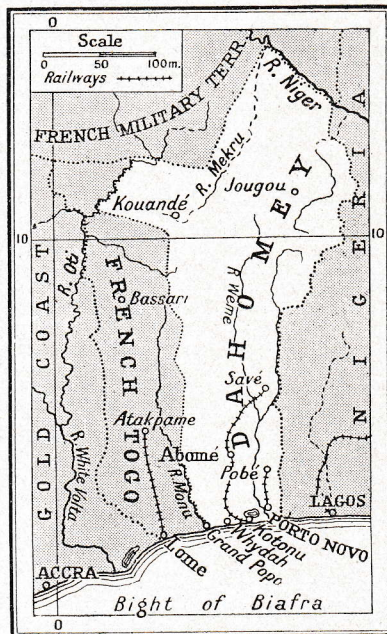 0
Scale
0 50 100m.
Railways
FRENCH MILITARY TERR.
R. Niger
R. Mekru
Jougou
Kouandé
10
10
GOLD COAST
FRENCH TOGO
DAHOMEY
NIGERIA
Bassari
R. Weme
Savé
Atakpame
Abomé
Pobé
R. White Volta
R. Monu
LAGOS
PORTO NOVO
Kotonu
Whydah
Grand Popo
Lome
ACCRA
0
Bight of Biafra